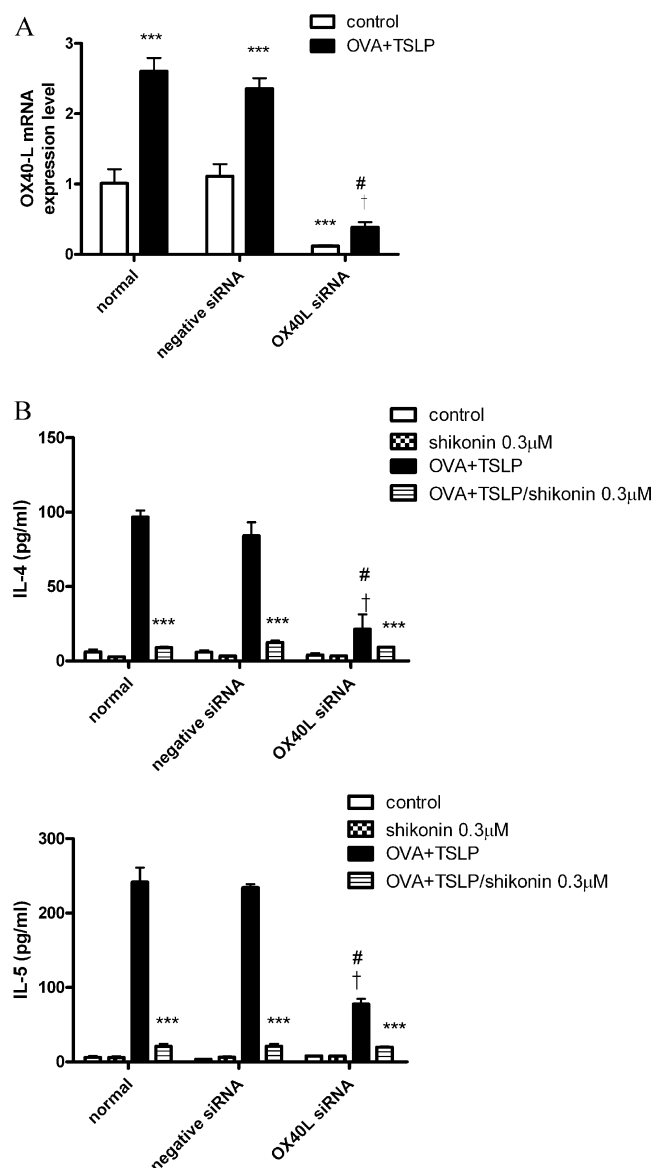 A
control
OVA+TSLP
OX40-L mRNA
expression level
3
2
1
0
***
***
***
#
†
normal
negative siRNA
OX40L siRNA
B
control
shikonin 0.3μM
OVA+TSLP
OVA+TSLP/shikonin 0.3μM
IL-4 (pg/ml)
150
100
50
0
***
***
#
†
***
normal
negative siRNA
OX40L siRNA
control
shikonin 0.3μM
OVA+TSLP
OVA+TSLP/shikonin 0.3μM
IL-5 (pg/ml)
300
200
100
0
***
***
#
†
***
normal
negative siRNA
OX40L siRNA